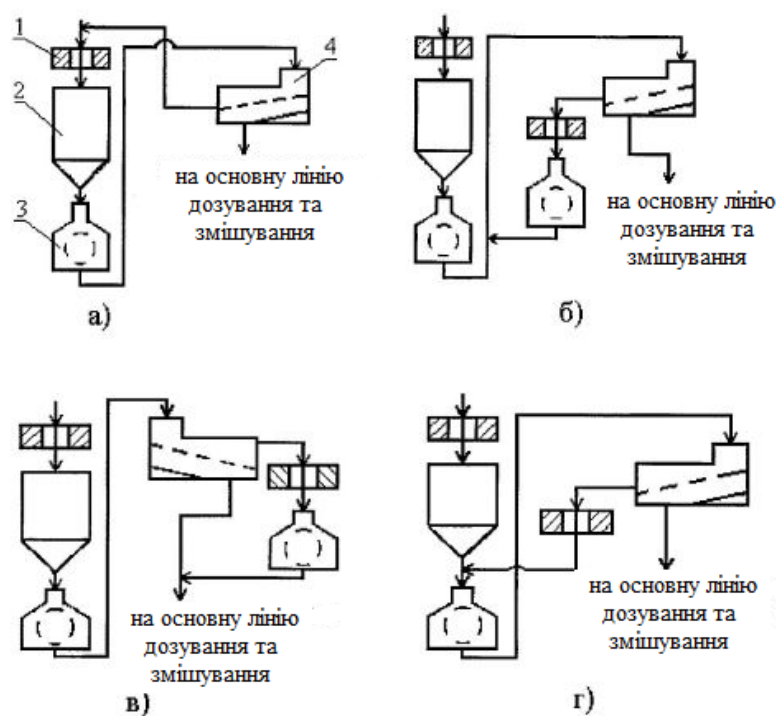 1
2
3
4
на основну лінію
дозування та
змішування
а)
на основну лінію
дозування та
змішування
б)
на основну лінію
дозування та
змішування
в)
на основну лінію
дозування та
змішування
г)